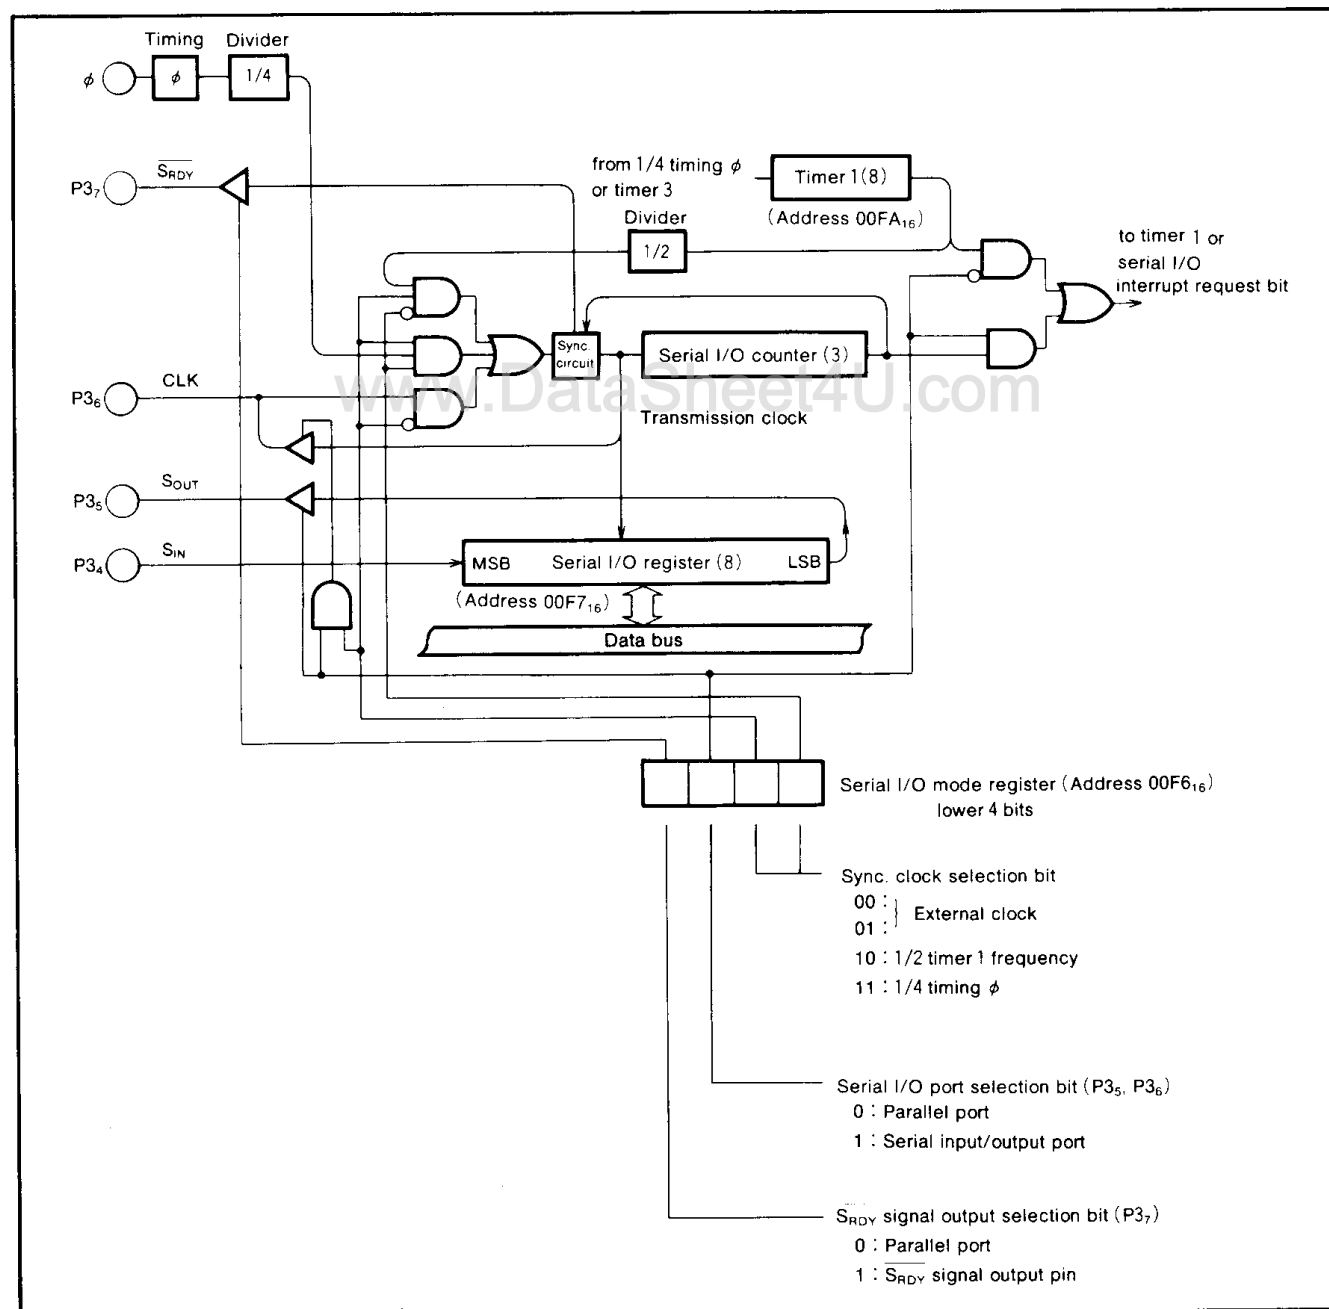 Timing Divider
ϕ ϕ 1/4
S̅R̅D̅Y̅
P3₇
from 1/4 timing ϕ
or timer 3
Timer 1(8)
(Address 00FA₁₆)
Divider
1/2
to timer 1 or
serial I/O
interrupt request bit
Sync.
circuit
Serial I/O counter (3)
CLK
P3₆
www.DataSheet4U.com
Transmission clock
SOUT
P3₅
SIN
P3₄
MSB Serial I/O register (8) LSB
(Address 00F7₁₆)
Data bus
Serial I/O mode register (Address 00F6₁₆)
lower 4 bits
Sync. clock selection bit
00 :
01 :
External clock
10 : 1/2 timer 1 frequency
11 : 1/4 timing ϕ
Serial I/O port selection bit (P3₅, P3₆)
0 : Parallel port
1 : Serial input/output port
S̅R̅D̅Y̅ signal output selection bit (P3₇)
0 : Parallel port
1 : S̅R̅D̅Y̅ signal output pin